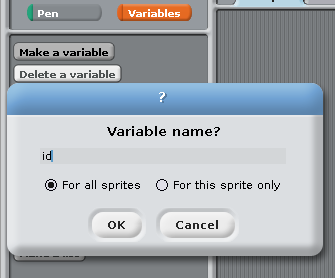 Pen Variables
Make a variable
Delete a variable
?
Variable name?
id
For all sprites For this sprite only
OK Cancel